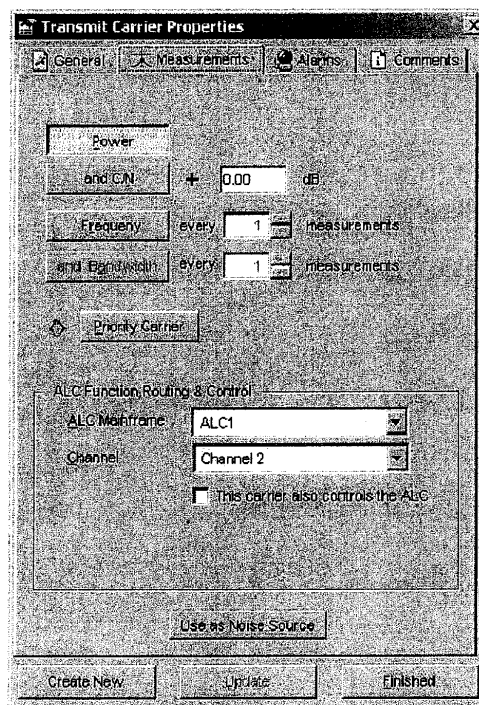 Transmit Carrier Properties
General Measurements Alarms Comments
Power
and C/N + 0.00 dB
Frequeny every 1 measurements
and Bandwidth every 1 measurements
Priority Carrier
ALC Function,Routing & Control
ALC Mainframe ALC1
Channel Channel 2
This carrier also controls the ALC
Use as Noise Source
Create New Update Finished